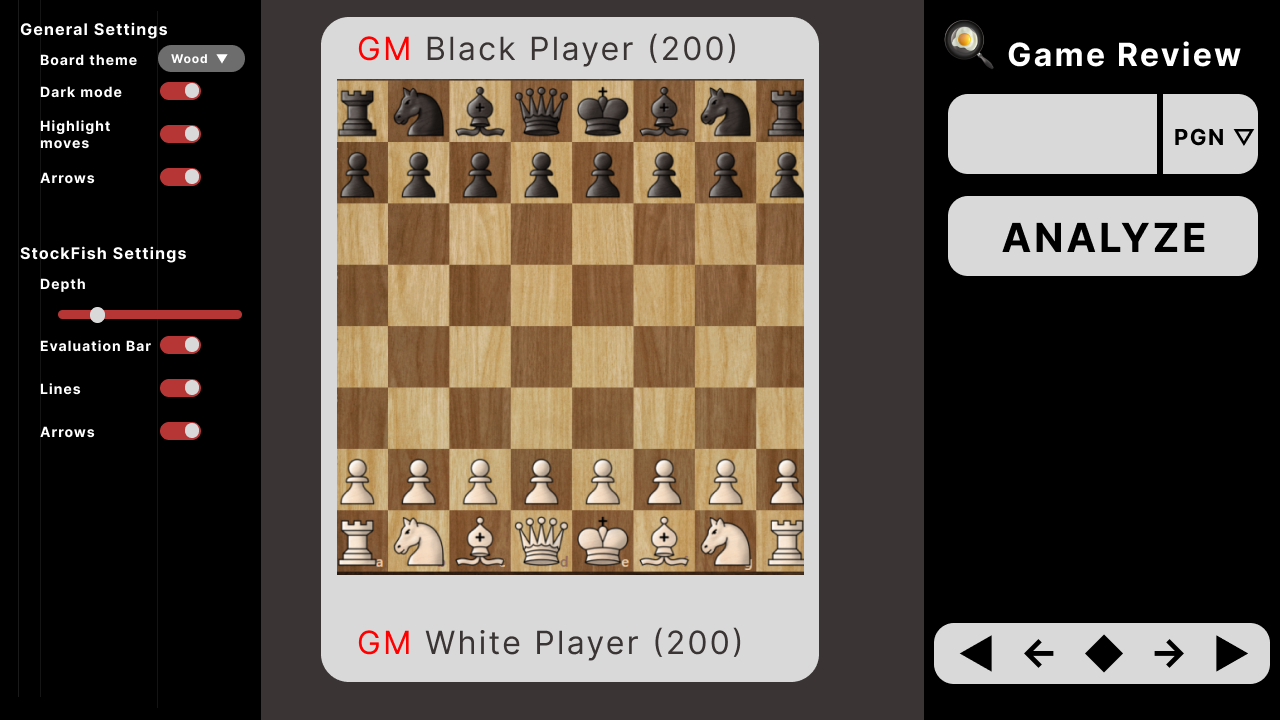 General Settings
Board theme
Wood ▼
Dark mode
Highlight
moves
Arrows
StockFish Settings
Depth
Evaluation Bar
Lines
Arrows
GM Black Player (200)
a
d
e
GM White Player (200)
Game Review
PGN ▽
ANALYZE